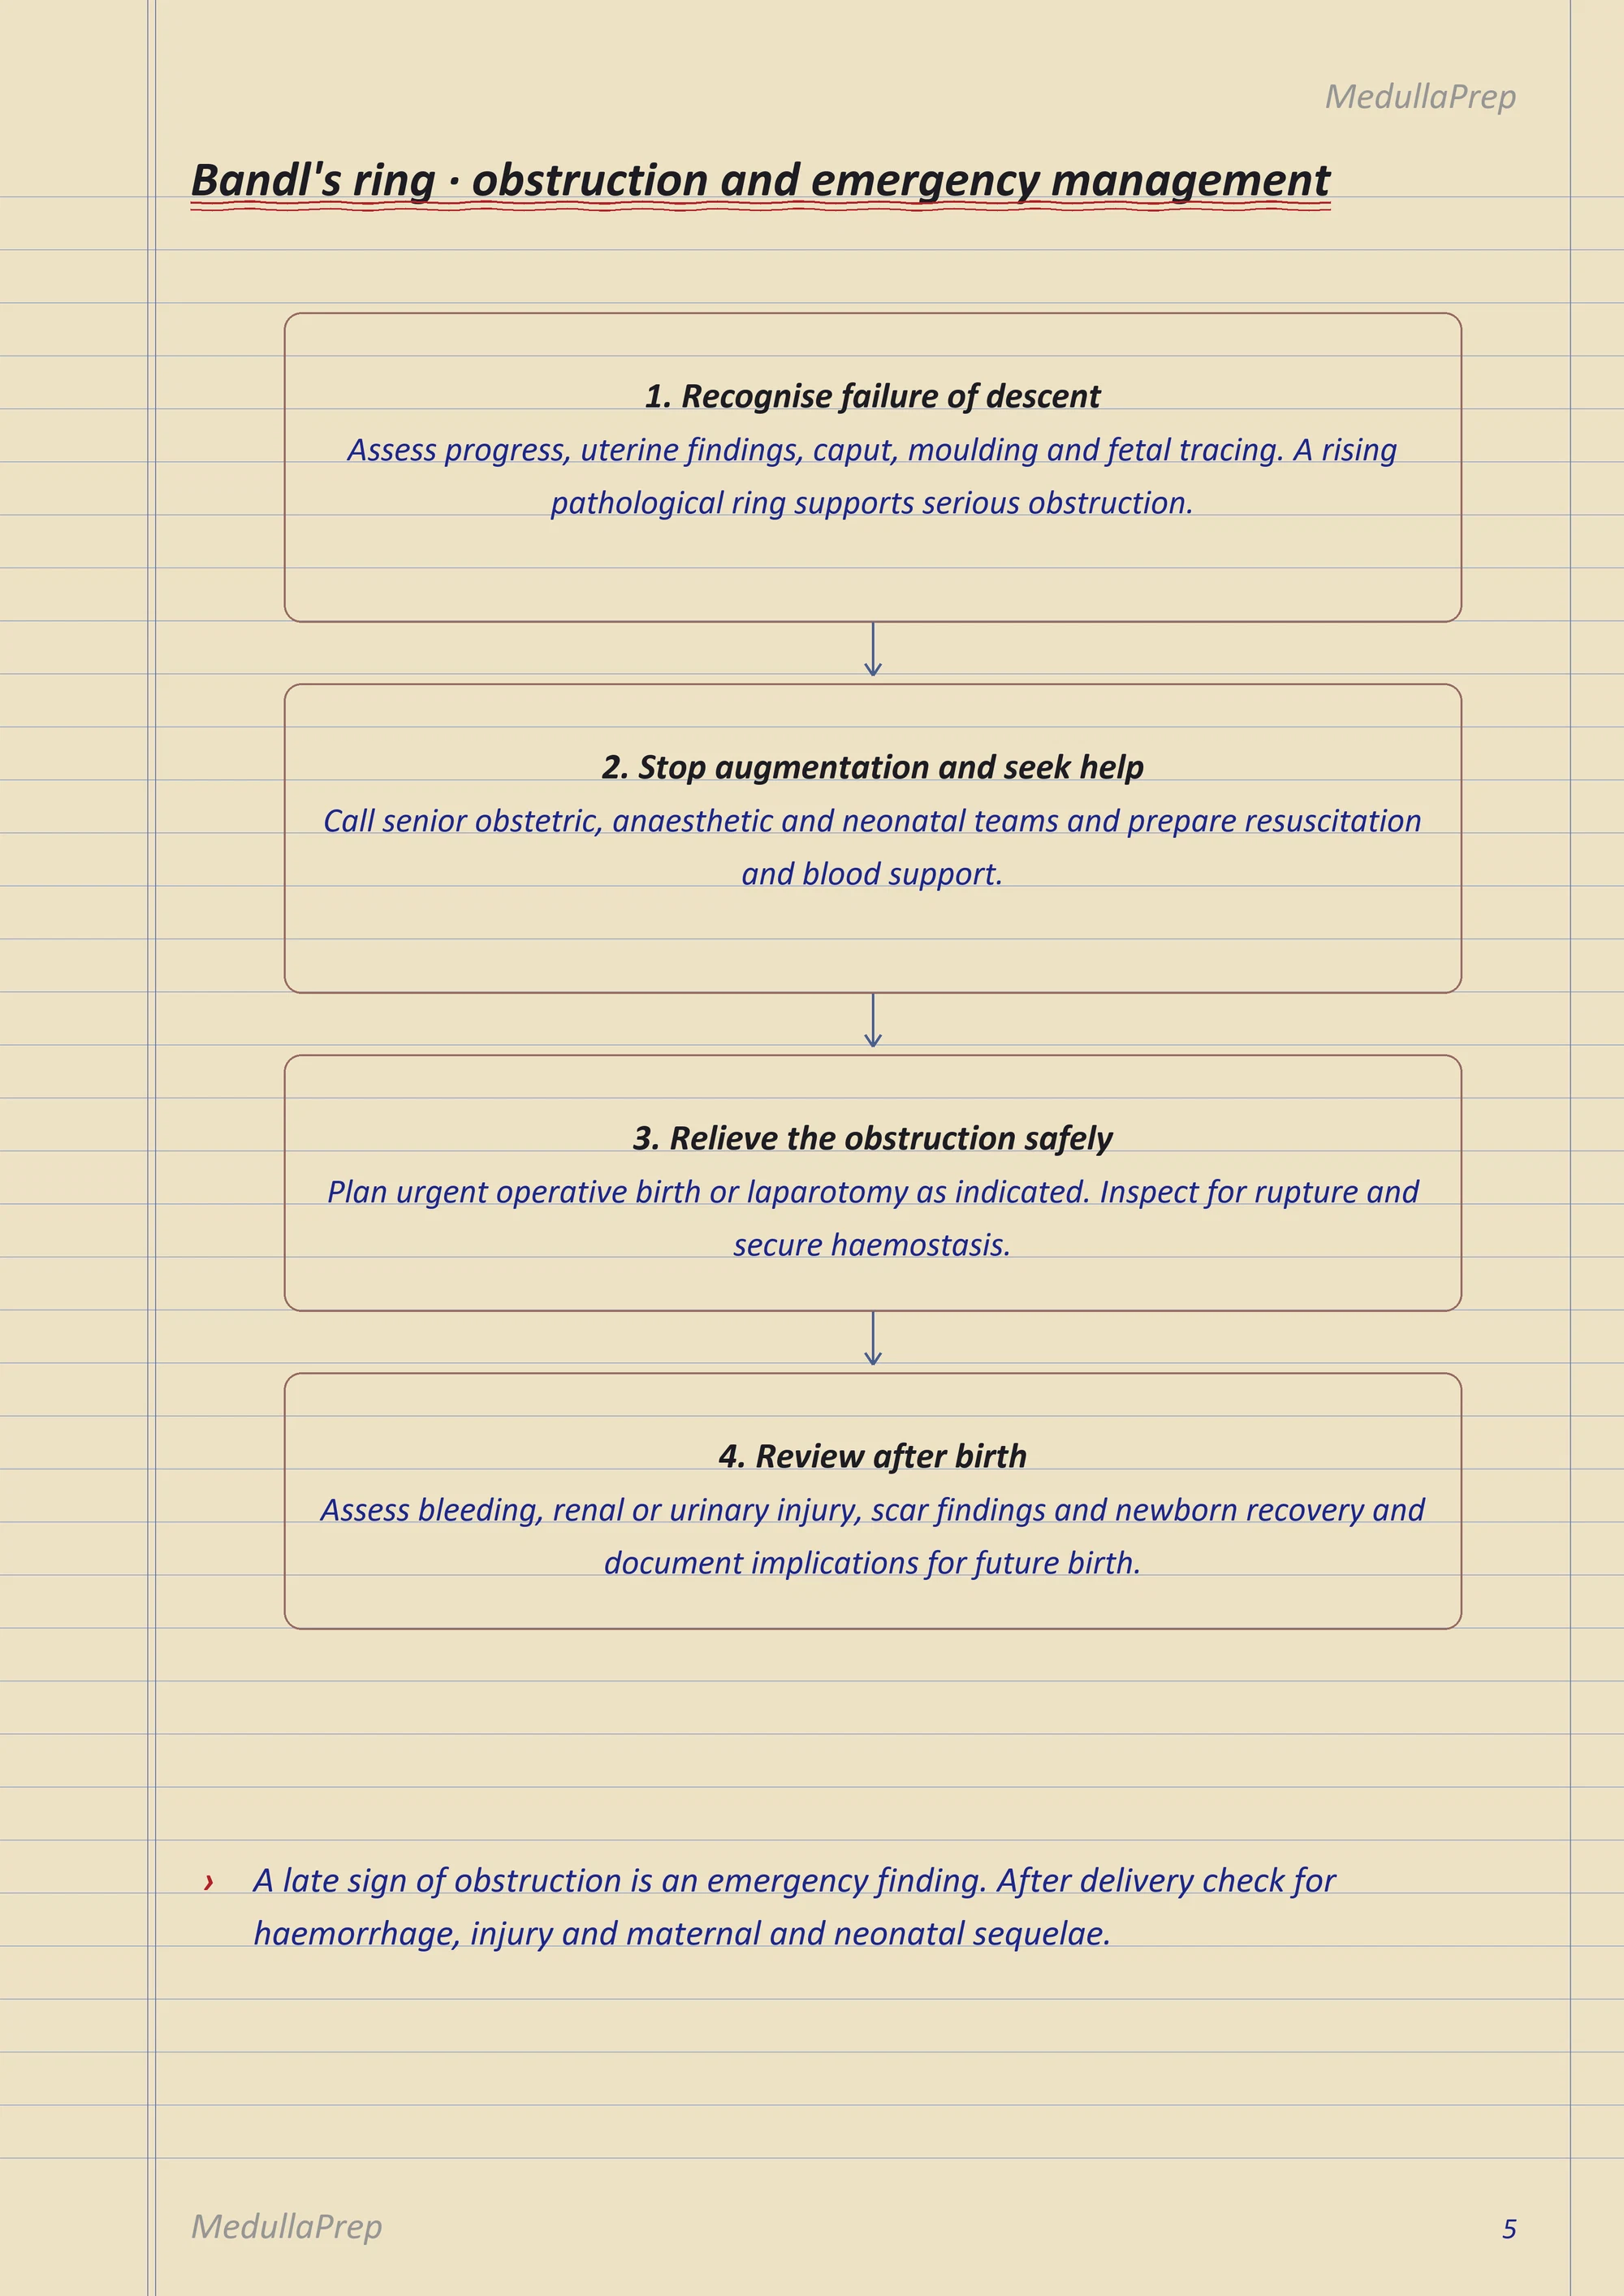 MedullaPrep
Bandl's ring · obstruction and emergency management
1. Recognise failure of descent
Assess progress, uterine findings, caput, moulding and fetal tracing. A rising
pathological ring supports serious obstruction.
2. Stop augmentation and seek help
Call senior obstetric, anaesthetic and neonatal teams and prepare resuscitation
and blood support.
3. Relieve the obstruction safely
Plan urgent operative birth or laparotomy as indicated. Inspect for rupture and
secure haemostasis.
4. Review after birth
Assess bleeding, renal or urinary injury, scar findings and newborn recovery and
document implications for future birth.
› A late sign of obstruction is an emergency finding. After delivery check for
haemorrhage, injury and maternal and neonatal sequelae.
MedullaPrep
5